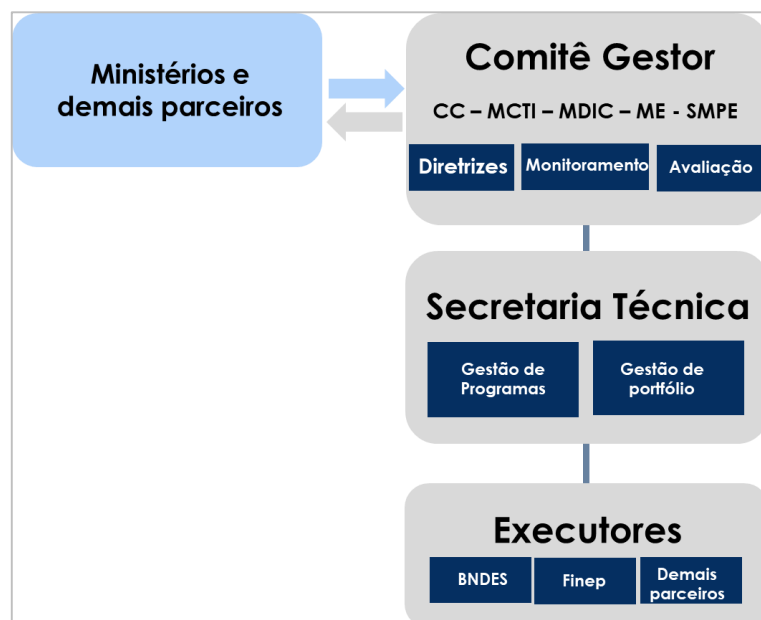 Ministérios e
demais parceiros
Comitê Gestor
CC – MCTI – MDIC – ME - SMPE
Diretrizes
Monitoramento
Avaliação
Secretaria Técnica
Gestão de
Programas
Gestão de
portfólio
Executores
BNDES
Finep
Demais
parceiros